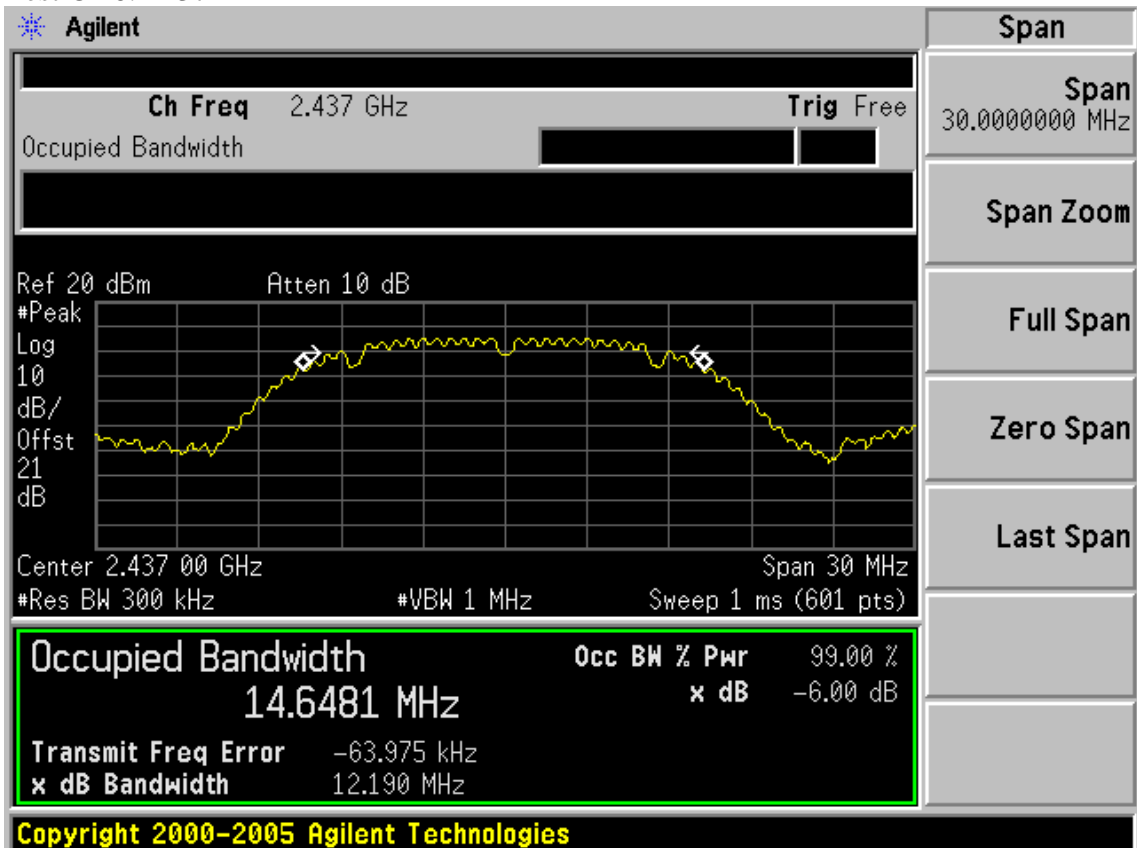 Agilent
Span
Ch Freq 2.437 GHz Trig Free
Span
30.0000000 MHz
Occupied Bandwidth
Span Zoom
Ref 20 dBm Atten 10 dB
#Peak
Log
10
dB/
Offst
21
dB
Full Span
Zero Span
Last Span
Center 2.437 00 GHz Span 30 MHz
#Res BW 300 kHz #VBW 1 MHz Sweep 1 ms (601 pts)
Occupied Bandwidth Occ BW % Pwr 99.00 %
14.6481 MHz x dB -6.00 dB
Transmit Freq Error -63.975 kHz
x dB Bandwidth 12.190 MHz
Copyright 2000-2005 Agilent Technologies